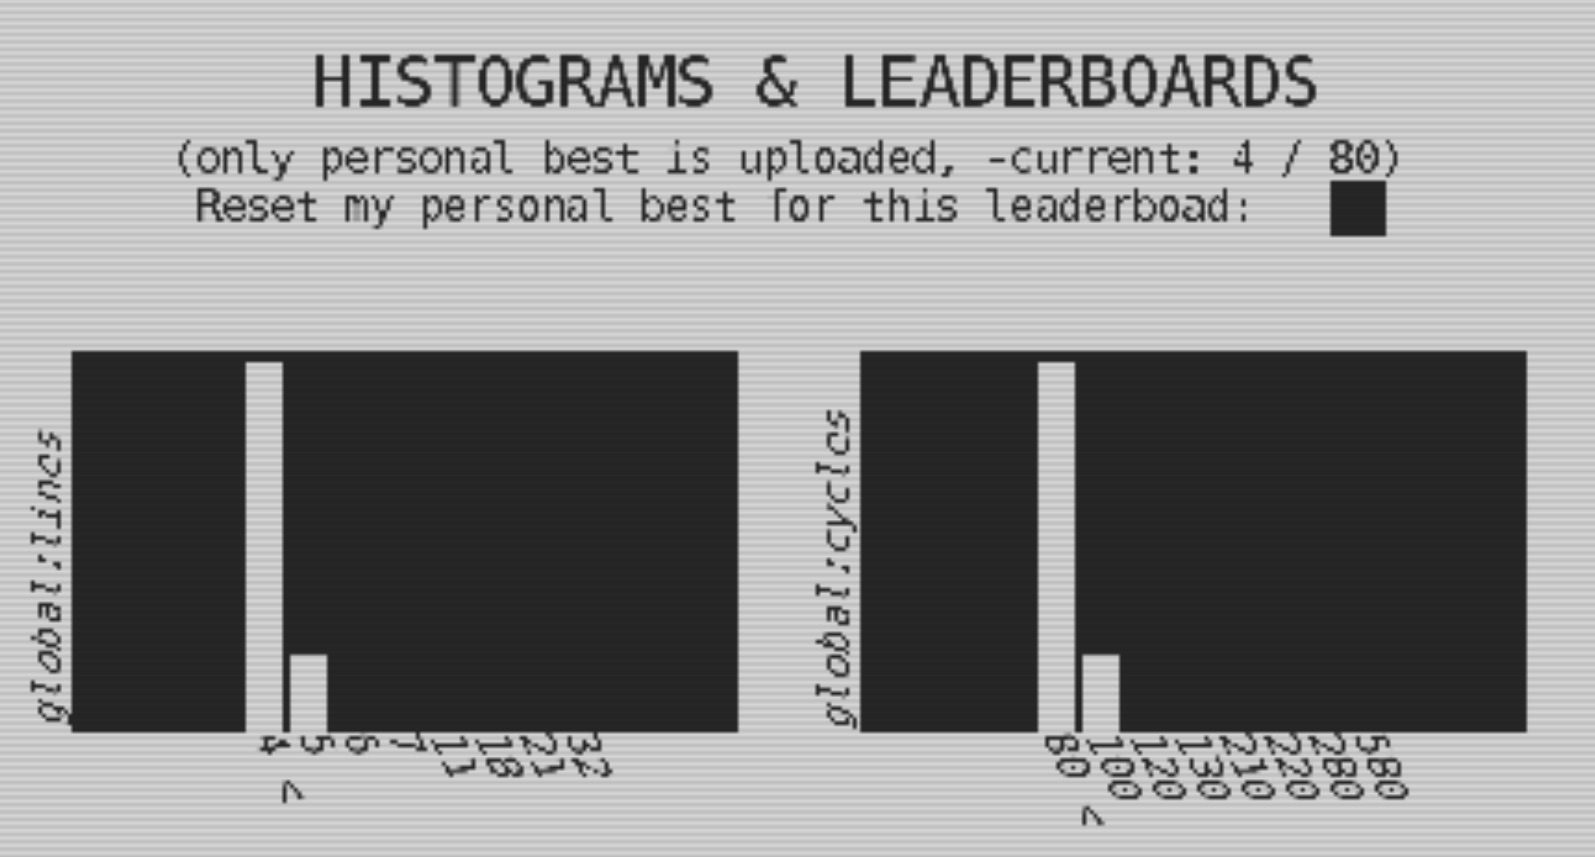 HISTOGRAMS & LEADERBOARDS
(only personal best is uploaded, -current: 4 / 80)
Reset my personal best for this leaderboad:
global:lines
4 5 6 7 11 18 21 32
^
global:cycles
80 100 120 130 210 220 280 580
^